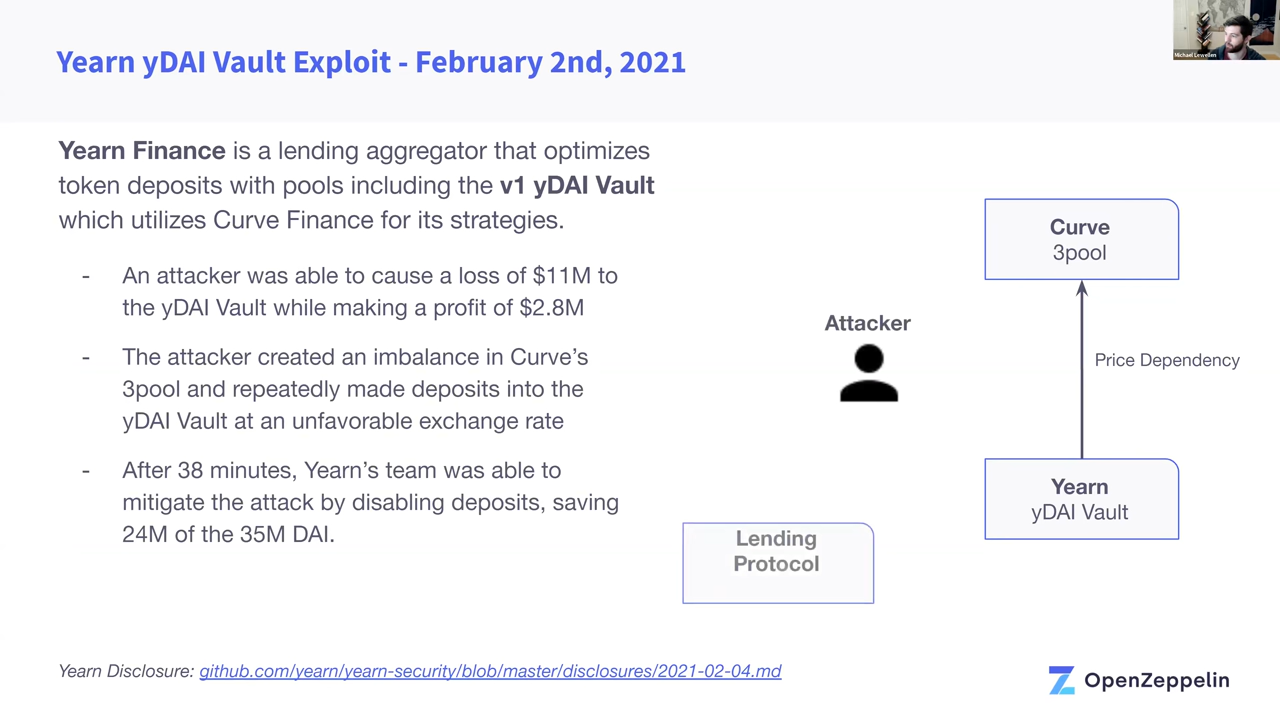 Yearn yDAI Vault Exploit - February 2nd, 2021
Michael Lewellen
Yearn Finance is a lending aggregator that optimizes
token deposits with pools including the v1 yDAI Vault
which utilizes Curve Finance for its strategies.
- An attacker was able to cause a loss of $11M to
the yDAI Vault while making a profit of $2.8M
- The attacker created an imbalance in Curve's
3pool and repeatedly made deposits into the
yDAI Vault at an unfavorable exchange rate
- After 38 minutes, Yearn's team was able to
mitigate the attack by disabling deposits, saving
24M of the 35M DAI.
Curve
3pool
Attacker
Price Dependency
Yearn
yDAI Vault
Lending
Protocol
Yearn Disclosure: github.com/yearn/yearn-security/blob/master/disclosures/2021-02-04.md
OpenZeppelin